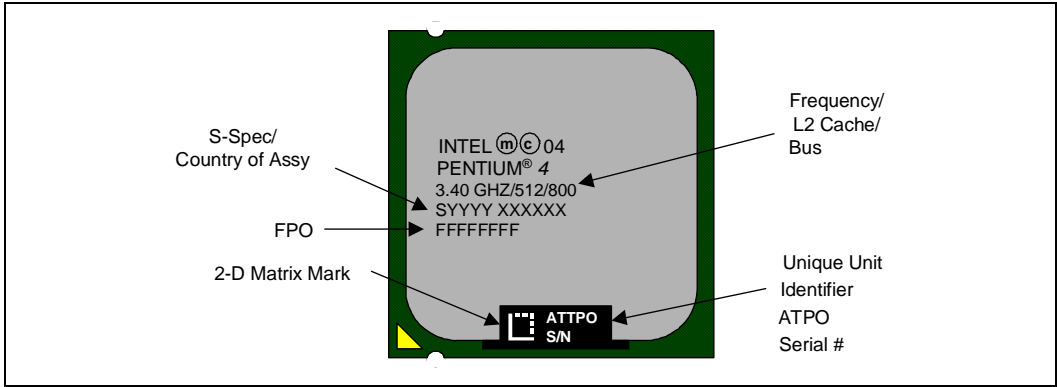 S-Spec/
Country of Assy
FPO
2-D Matrix Mark
INTEL ⓜⓒ 04
PENTIUM® 4
3.40 GHZ/512/800
SYYYY XXXXXX
FFFFFFFF
ATTPO
S/N
Frequency/
L2 Cache/
Bus
Unique Unit
Identifier
ATPO
Serial #